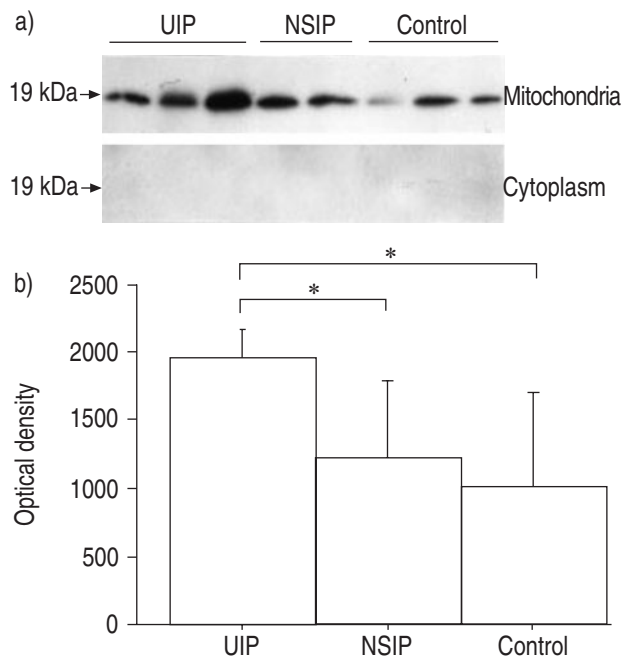 a)
UIP NSIP Control
19 kDa Mitochondria
19 kDa Cytoplasm
b)
* 
*
2500
2000
1500
1000
500
0
Optical density
UIP NSIP Control